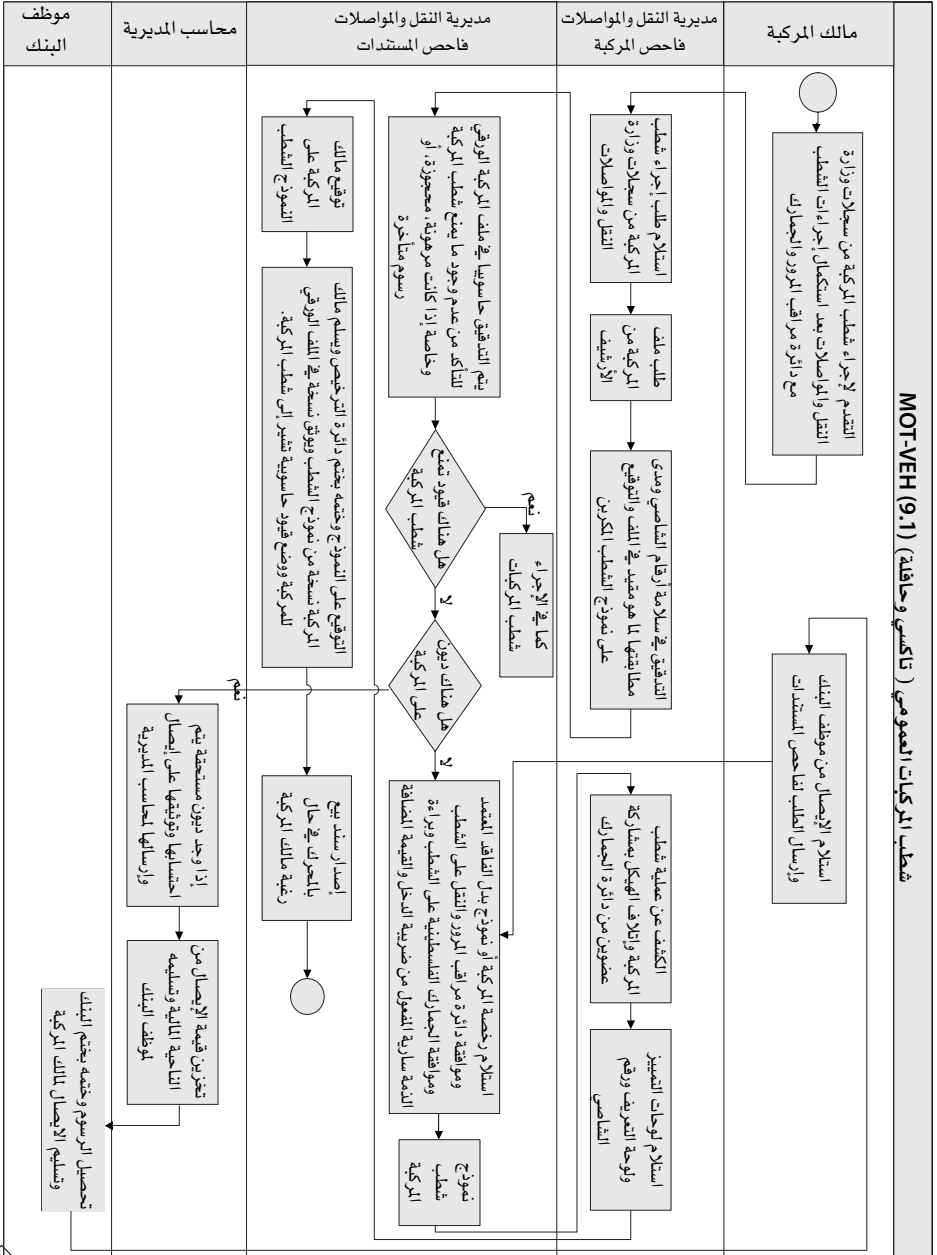 MOT-VEH (9.1) شطب المركبات العمومي ( تاكسي وحافلة)
مالك المركبة
مديرية النقل والمواصلات
فاحص المركبة
مديرية النقل والمواصلات
فاحص المستندات
محاسب المديرية
موظف
البنك
التقدم لإجراء شطب المركبة من سجلات وزارة
النقل والمواصلات بعد استكمال إجراءات الشطب
مع دائرة مراقب المرور والجمارك
استلام الإيصال من موظف البنك
وإرسال الطلب لفاحص المستندات
استلام طلب إجراء شطب
المركبة من سجلات وزارة
النقل والمواصلات
طلب ملف
المركبة من
الأرشيف
التدقيق في سلامة أرقام الشاصي ومدى
مطابقتها لما هو مقيد في الملف والتوقيع
على نموذج الشطب المكربن
الكشف عن عملية شطب
المركبة وإتلاف الهيكل بمشاركة
عضوين من دائرة الجمارك
استلام لوحات التمييز
ولوحة التعريف ورقم
الشاصي
يتم التدقيق حاسوبيا في ملف المركبة الورقي
للتأكد من عدم وجود ما يمنع شطب المركبة
وخاصة إذا كانت مرهونة، محجوزة، أو
رسوم متأخرة
هل هناك قيود تمنع
شطب المركبة
نعم
كما في الإجراء
شطب المركبات
لا
هل هناك ديون
على المركبة
نعم
لا
استلام رخصة المركبة أو نموذج بدل الفاقد المعتمد
وموافقة دائرة مراقب المرور والنقل على الشطب
وموافقة الجمارك الفلسطينية على الشطب وبراءة
الذمة سارية المفعول من ضريبة الدخل والقيمة المضافة
نموذج
شطب
المركبة
توقيع مالك
المركبة على
النموذج الشطب
التوقيع على النموذج وختمه بختم دائرة الترخيص ويسلم مالك
المركبة نسخة من نموذج الشطب ويوثق نسخة في الملف الورقي
للمركبة ووضع قيود حاسوبية تشير إلى شطب المركبة.
إصدار سند بيع
بالمحرك في حال
رغبة مالك المركبة
إذا وجد ديون مستحقة يتم
احتسابها وتوثيقها على إيصال
وإرسالها لمحاسب المديرية
تخزين قيمة الإيصال من
الناحية المالية وتسليمه
لموظف البنك
تحصيل الرسوم وختمه بختم البنك
وتسليم الايصال لمالك المركبة